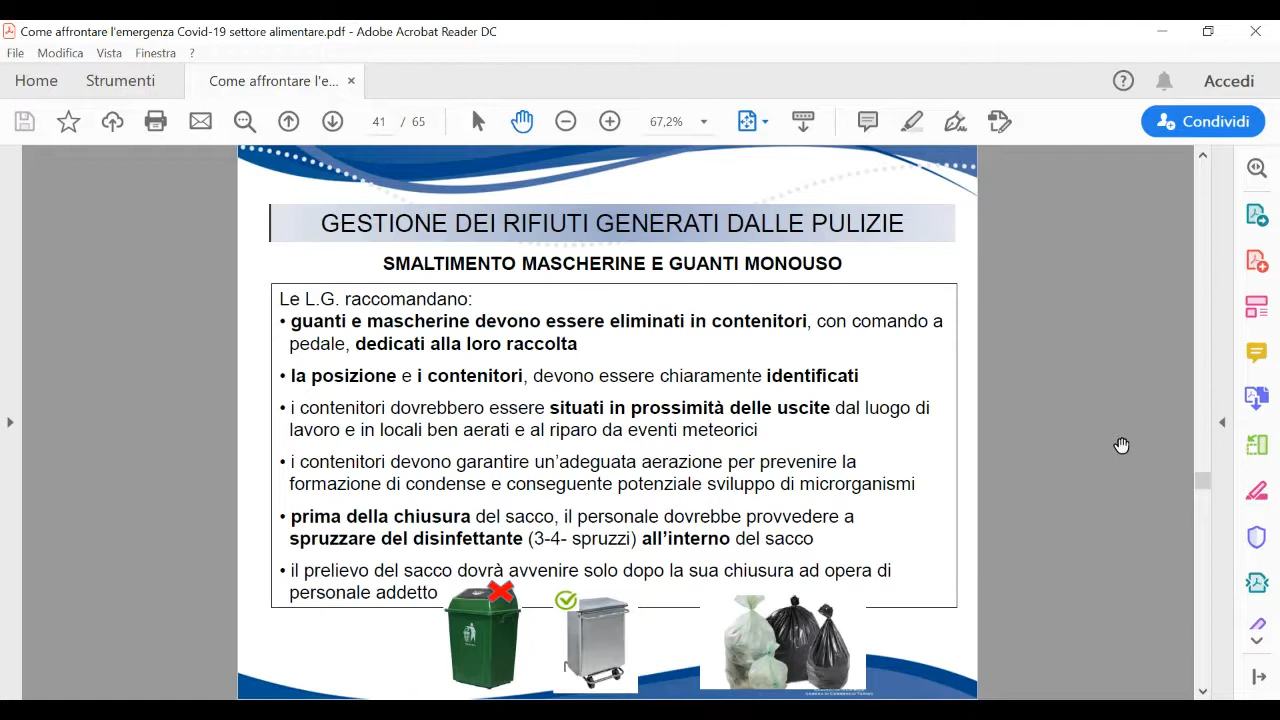 Come affrontare l'emergenza Covid-19 settore alimentare.pdf - Adobe Acrobat Reader DC
File Modifica Vista Finestra ?
Home Strumenti Come affrontare l'e... × Accedi
41 / 65 67,2% Condividi
GESTIONE DEI RIFIUTI GENERATI DALLE PULIZIE
SMALTIMENTO MASCHERINE E GUANTI MONOUSO
Le L.G. raccomandano:
• guanti e mascherine devono essere eliminati in contenitori, con comando a
pedale, dedicati alla loro raccolta
• la posizione e i contenitori, devono essere chiaramente identificati
• i contenitori dovrebbero essere situati in prossimità delle uscite dal luogo di
lavoro e in locali ben aerati e al riparo da eventi meteorici
• i contenitori devono garantire un'adeguata aerazione per prevenire la
formazione di condense e conseguente potenziale sviluppo di microrganismi
• prima della chiusura del sacco, il personale dovrebbe provvedere a
spruzzare del disinfettante (3-4- spruzzi) all'interno del sacco
• il prelievo del sacco dovrà avvenire solo dopo la sua chiusura ad opera di
personale addetto